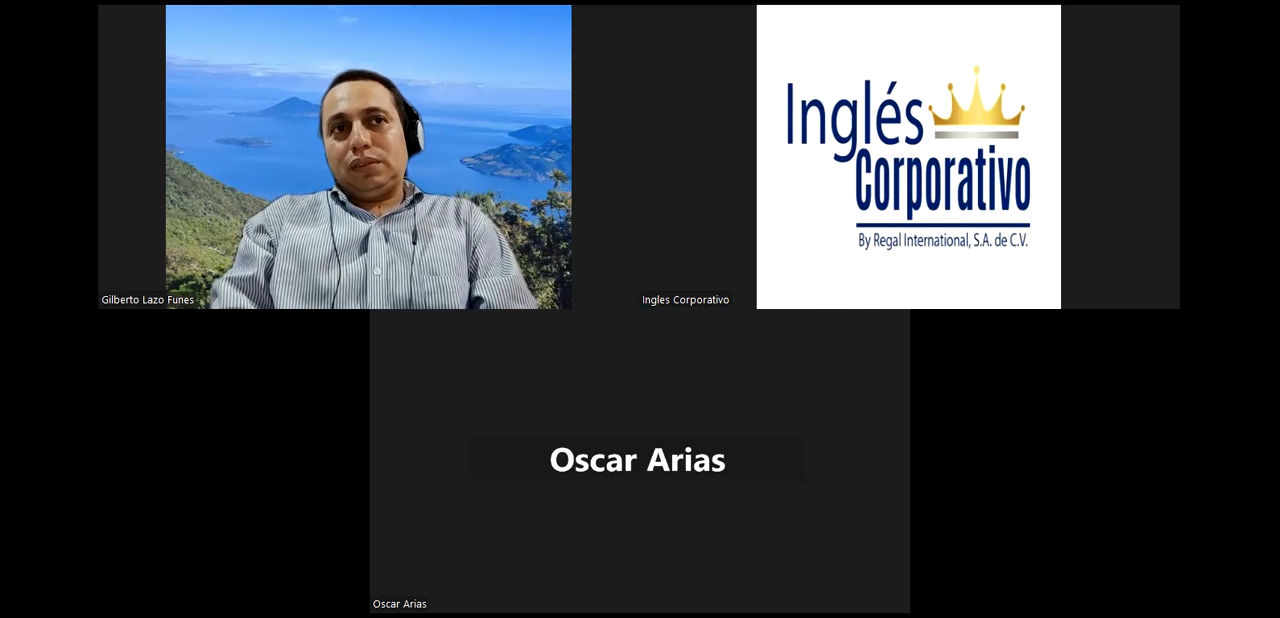 Inglés
Corporativo
By Regal International, S.A. de C.V.
Gilberto Lazo Funes
Ingles Corporativo
Oscar Arias
Oscar Arias